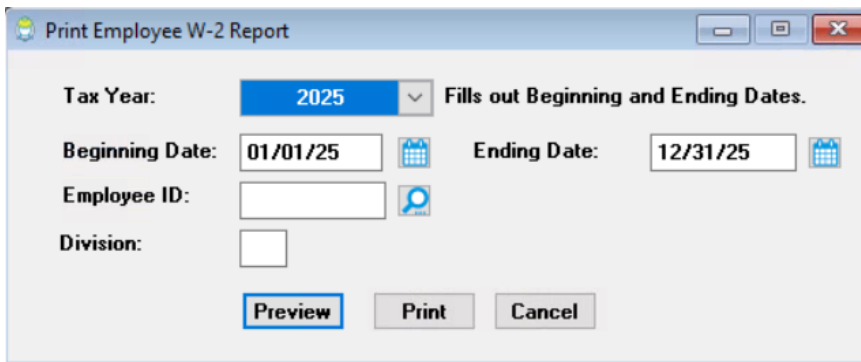 Print Employee W-2 Report
Tax Year: 2025 Fills out Beginning and Ending Dates.
Beginning Date: 01/01/25 Ending Date: 12/31/25
Employee ID:
Division:
Preview Print Cancel